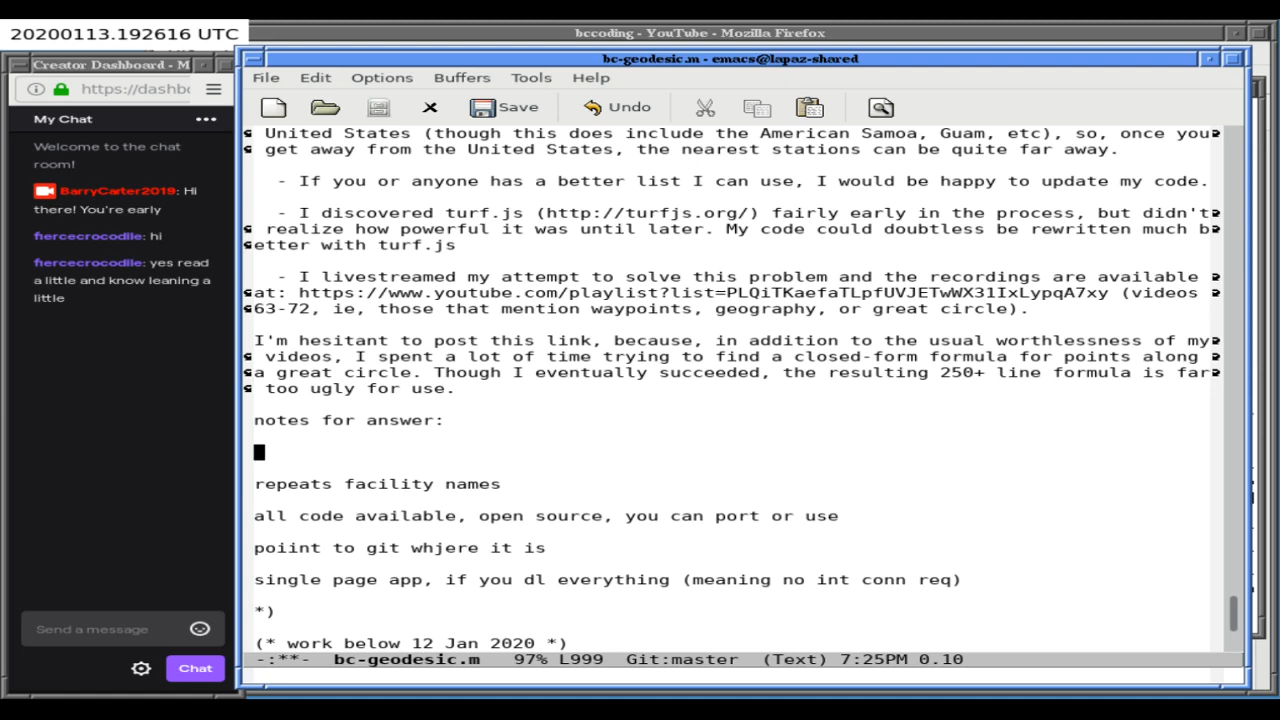 20200113.192616 UTC
bccoding - YouTube - Mozilla Firefox
Creator Dashboard - M
https://dashbo
My Chat
Welcome to the chat
room!
BarryCarter2019: Hi
there! You're early
fiercecrocodile: hi
fiercecrocodile: yes read
a little and know leaning a
little
Send a message
Chat
bc-geodesic.m - emacs@lapaz-shared
File Edit Options Buffers Tools Help
Save Undo
United States (though this does include the American Samoa, Guam, etc), so, once you
get away from the United States, the nearest stations can be quite far away.
- If you or anyone has a better list I can use, I would be happy to update my code.
- I discovered turf.js (http://turfjs.org/) fairly early in the process, but didn't
realize how powerful it was until later. My code could doubtless be rewritten much b
etter with turf.js
- I livestreamed my attempt to solve this problem and the recordings are available
at: https://www.youtube.com/playlist?list=PLQiTKaefaTLpfUVJETwWX31IxLypqA7xy (videos
63-72, ie, those that mention waypoints, geography, or great circle).
I'm hesitant to post this link, because, in addition to the usual worthlessness of my
videos, I spent a lot of time trying to find a closed-form formula for points along
a great circle. Though I eventually succeeded, the resulting 250+ line formula is far
too ugly for use.
notes for answer:
repeats facility names
all code available, open source, you can port or use
poiint to git whjere it is
single page app, if you dl everything (meaning no int conn req)
*)
(* work below 12 Jan 2020 *)
-:**- bc-geodesic.m 97% L999 Git:master (Text) 7:25PM 0.10